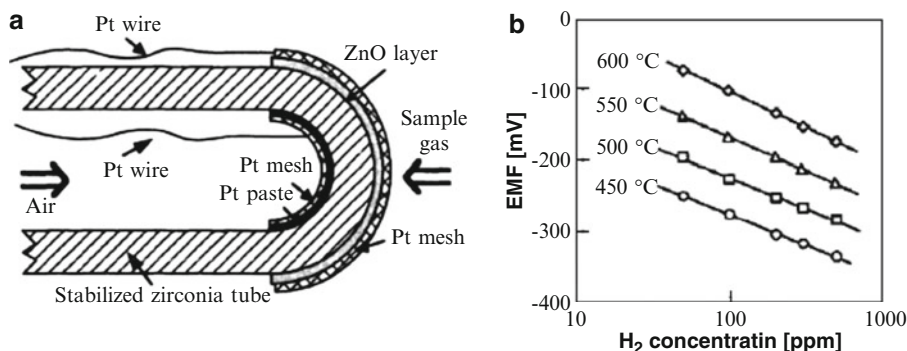 a
Pt wire
ZnO layer
Sample
gas
Pt wire
Pt mesh
Pt paste
Air
Pt mesh
Stabilized zirconia tube
b
EMF [mV]
0
-100
-200
-300
-400
600 °C
550 °C
500 °C
450 °C
10
100
1000
H₂ concentratin [ppm]